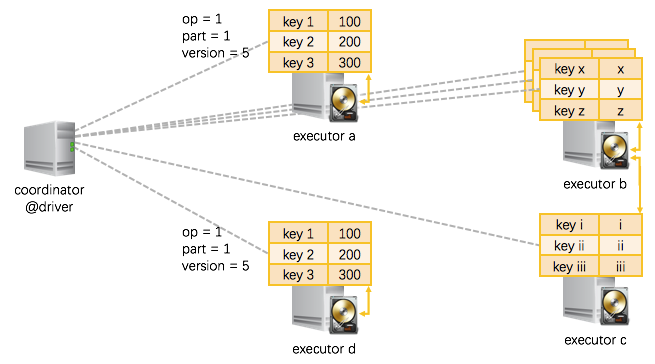 op = 1
part = 1
version = 5
key 1 100
key 2 200
key 3 300
executor a
key x x
key y y
key z z
executor b
coordinator
@driver
op = 1
part = 1
version = 5
key 1 100
key 2 200
key 3 300
executor d
key i i
key ii ii
key iii iii
executor c